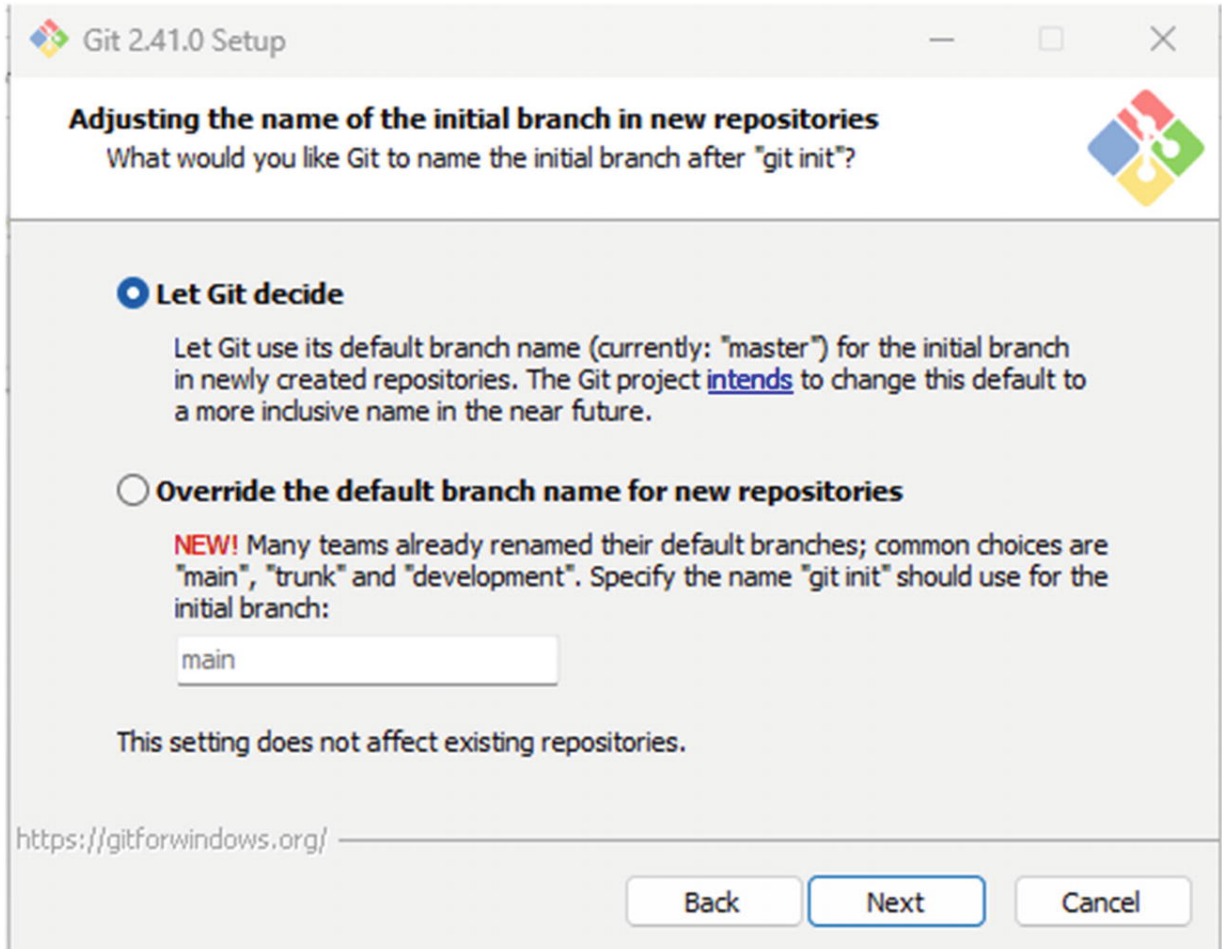 Git 2.41.0 Setup
Adjusting the name of the initial branch in new repositories
What would you like Git to name the initial branch after "git init"?
Let Git decide
Let Git use its default branch name (currently: "master") for the initial branch
in newly created repositories. The Git project intends to change this default to
a more inclusive name in the near future.
Override the default branch name for new repositories
NEW! Many teams already renamed their default branches; common choices are
"main", "trunk" and "development". Specify the name "git init" should use for the
initial branch:
main
This setting does not affect existing repositories.
https://gitforwindows.org/
Back Next Cancel